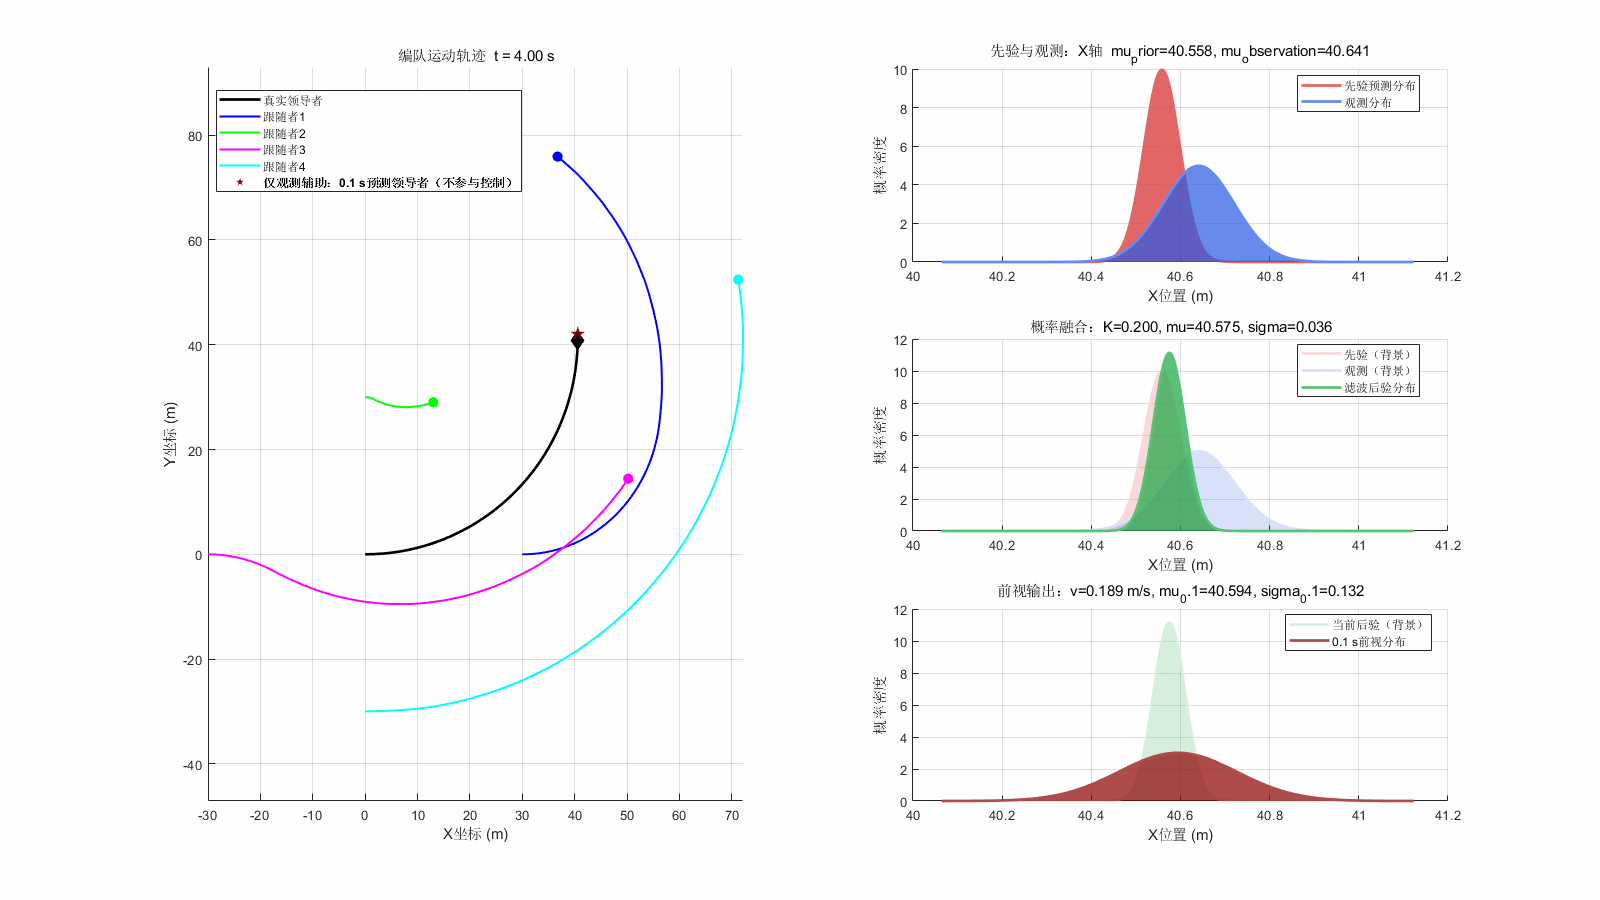 编队运动轨迹 t = 4.00 s
真实领导者
跟随者1
跟随者2
跟随者3
跟随者4
仅观测辅助：0.1 s预测领导者（不参与控制）
80
60
40
20
0
-20
-40
-30 -20 -10 0 10 20 30 40 50 60 70
X坐标 (m)
Y坐标 (m)
先验与观测：X轴 mu_prior=40.558, mu_observation=40.641
先验预测分布
观测分布
10
8
6
4
2
0
40 40.2 40.4 40.6 40.8 41 41.2
X位置 (m)
概率密度
概率融合：K=0.200, mu=40.575, sigma=0.036
先验（背景）
观测（背景）
滤波后验分布
12
10
8
6
4
2
0
40 40.2 40.4 40.6 40.8 41 41.2
X位置 (m)
概率密度
前视输出：v=0.189 m/s, mu_0.1=40.594, sigma_0.1=0.132
当前后验（背景）
0.1 s前视分布
12
10
8
6
4
2
0
40 40.2 40.4 40.6 40.8 41 41.2
X位置 (m)
概率密度